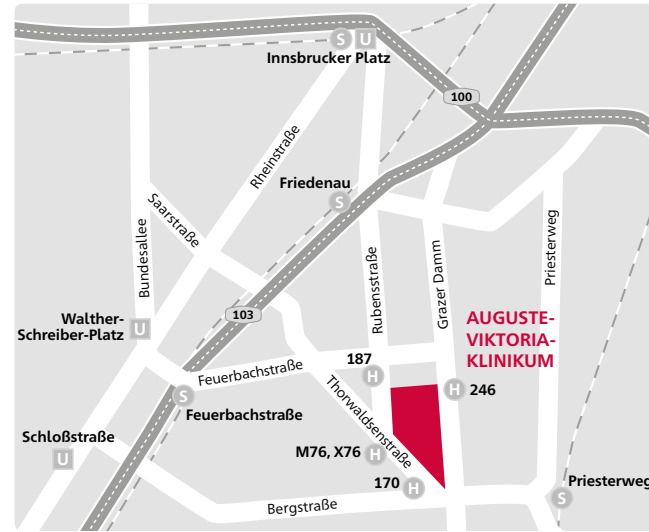 S
U
Innsbrucker Platz
100
Rheinstraße
Friedenau
S
Saarstraße
Bundesallee
Rubensstraße
Grazer Damm
Priesterweg
103
Walther-
Schreiber-Platz
U
AUGUSTE-
VIKTORIA-
KLINIKUM
187
H
H
246
Feuerbachstraße
S
Feuerbachstraße
Thorwaldsenstraße
Schloßstraße
U
M76, X76
H
170
H
Bergstraße
Priesterweg
S